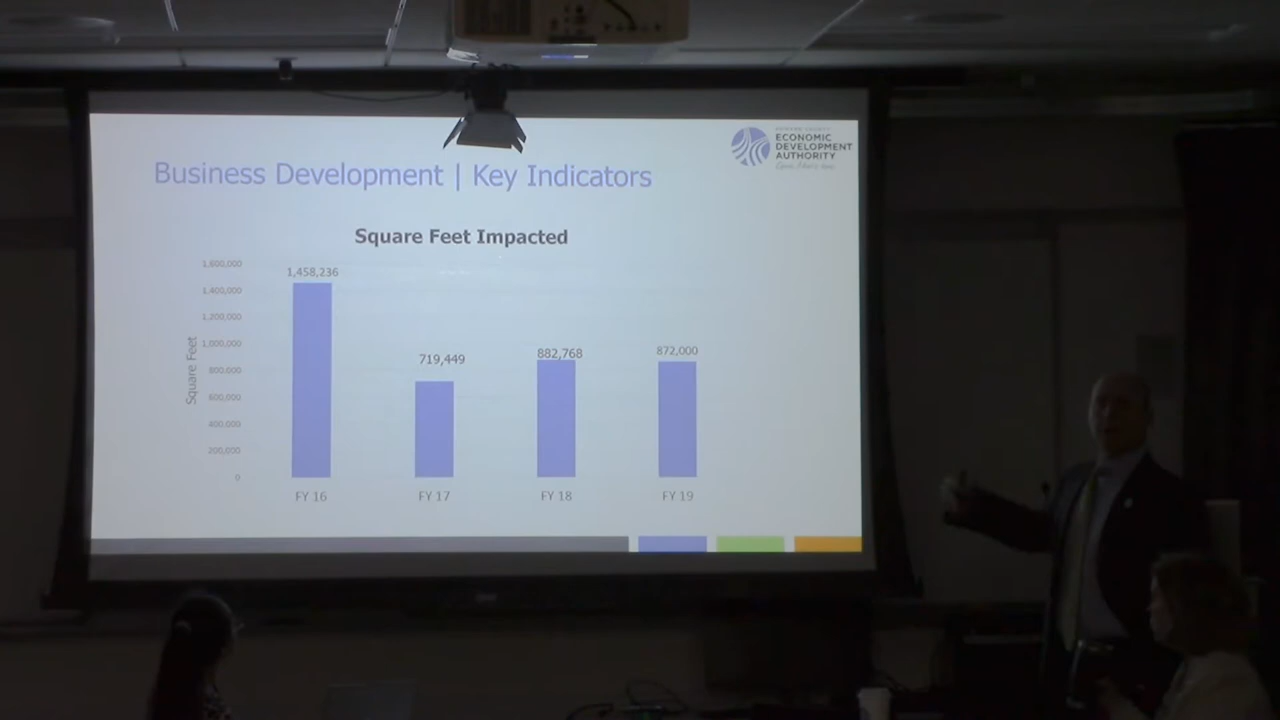 ECONOMIC
DEVELOPMENT
AUTHORITY
Business Development | Key Indicators
Square Feet Impacted
1,600,000
1,400,000
1,200,000
1,000,000
800,000
600,000
400,000
200,000
0
Square Feet
1,458,236
719,449
882,768
872,000
FY 16
FY 17
FY 18
FY 19